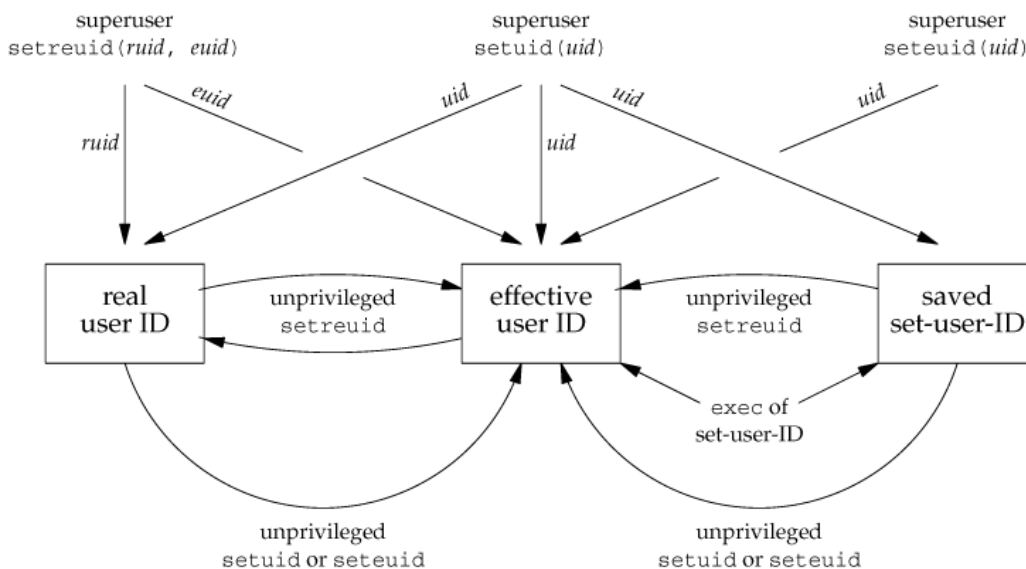 superuser
setreuid(ruid, euid)
superuser
setuid(uid)
superuser
seteuid(uid)
euid
uid
uid
uid
ruid
uid
real
user ID
unprivileged
setreuid
effective
user ID
unprivileged
setreuid
saved
set-user-ID
exec of
set-user-ID
unprivileged
setuid or seteuid
unprivileged
setuid or seteuid